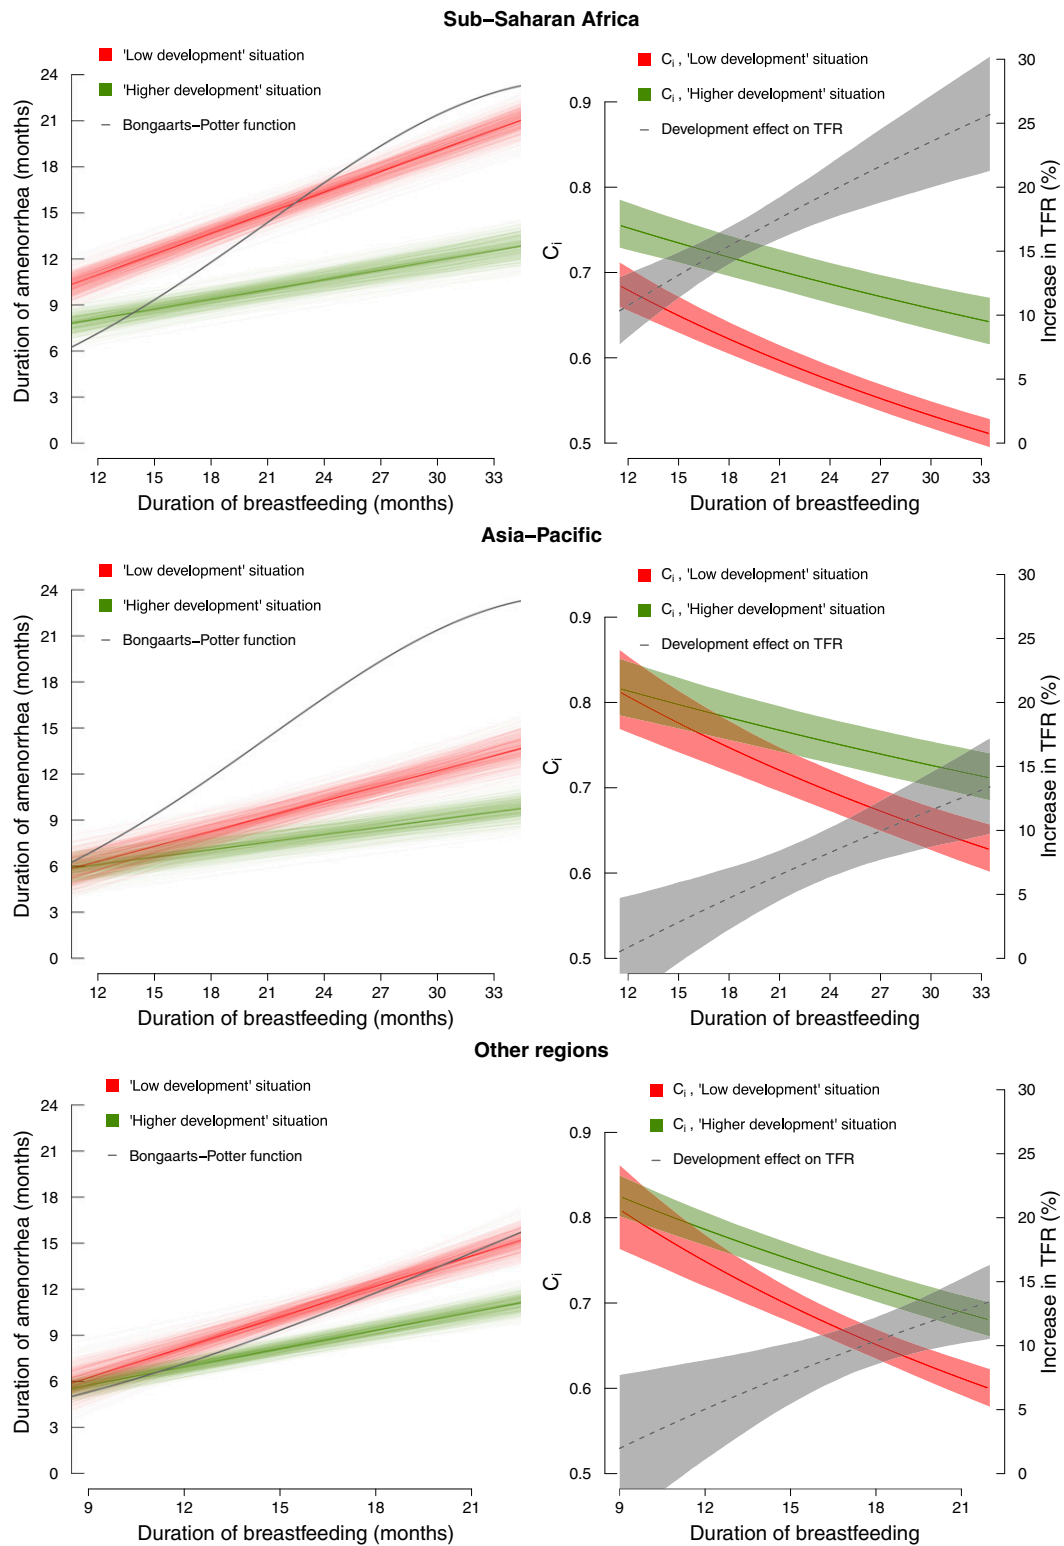 Sub–Saharan Africa
'Low development' situation
'Higher development' situation
Bongaarts–Potter function
Duration of amenorrhea (months)
24
21
18
15
12
9
6
3
0
12 15 18 21 24 27 30 33
Duration of breastfeeding (months)
Ci , 'Low development' situation
Ci , 'Higher development' situation
Development effect on TFR
Ci
0.9
0.8
0.7
0.6
0.5
30
25
20
15
10
5
0
Increase in TFR (%)
12 15 18 21 24 27 30 33
Duration of breastfeeding
Asia–Pacific
'Low development' situation
'Higher development' situation
Bongaarts–Potter function
Duration of amenorrhea (months)
24
21
18
15
12
9
6
3
0
12 15 18 21 24 27 30 33
Duration of breastfeeding (months)
Ci , 'Low development' situation
Ci , 'Higher development' situation
Development effect on TFR
Ci
0.9
0.8
0.7
0.6
0.5
30
25
20
15
10
5
0
Increase in TFR (%)
12 15 18 21 24 27 30 33
Duration of breastfeeding
Other regions
'Low development' situation
'Higher development' situation
Bongaarts–Potter function
Duration of amenorrhea (months)
24
21
18
15
12
9
6
3
0
9 12 15 18 21
Duration of breastfeeding (months)
Ci , 'Low development' situation
Ci , 'Higher development' situation
Development effect on TFR
Ci
0.9
0.8
0.7
0.6
0.5
30
25
20
15
10
5
0
Increase in TFR (%)
9 12 15 18 21
Duration of breastfeeding